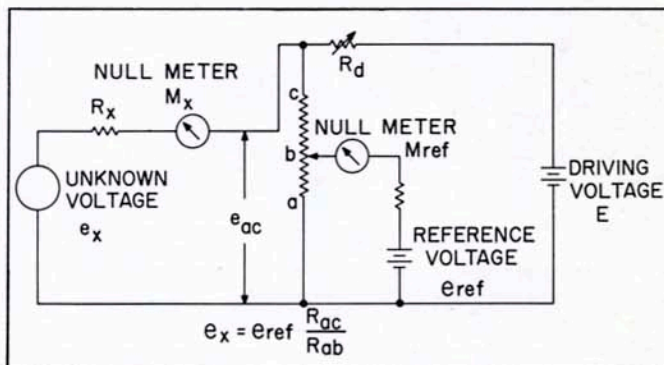 NULL METER
Mx
Rx
Rd
c
NULL METER
Mref
b
a
UNKNOWN
VOLTAGE
ex
eac
DRIVING
VOLTAGE
E
REFERENCE
VOLTAGE
eref
ex = eref Rac
Rab